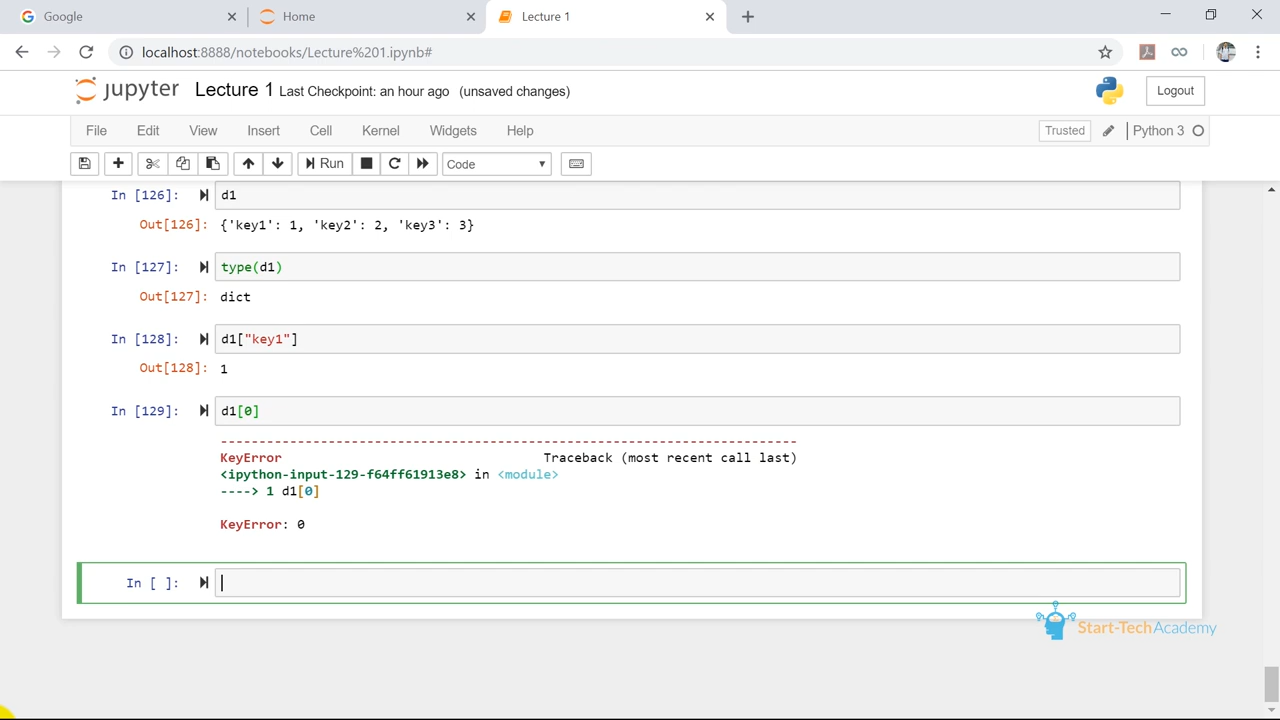 Google
Home
Lecture 1
localhost:8888/notebooks/Lecture%201.ipynb#
jupyter Lecture 1 Last Checkpoint: an hour ago (unsaved changes)
Logout
File Edit View Insert Cell Kernel Widgets Help
Trusted
Python 3
Run
Code
In [126]: d1
Out[126]: {'key1': 1, 'key2': 2, 'key3': 3}
In [127]: type(d1)
Out[127]: dict
In [128]: d1["key1"]
Out[128]: 1
In [129]: d1[0]
---------------------------------------------------------------------------
KeyError Traceback (most recent call last)
<ipython-input-129-f64ff61913e8> in <module>
----> 1 d1[0]
KeyError: 0
In [ ]:
Start-TechAcademy